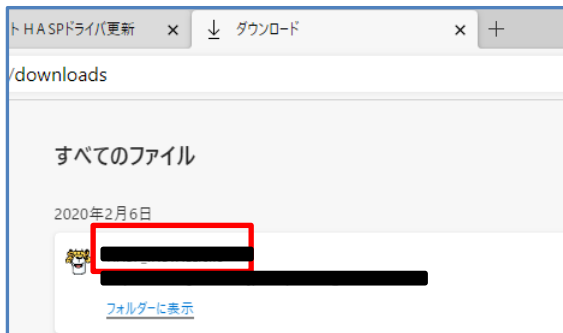 ト HASPドライバ更新 × ダウンロード × +
/downloads
すべてのファイル
2020年2月6日
フォルダーに表示